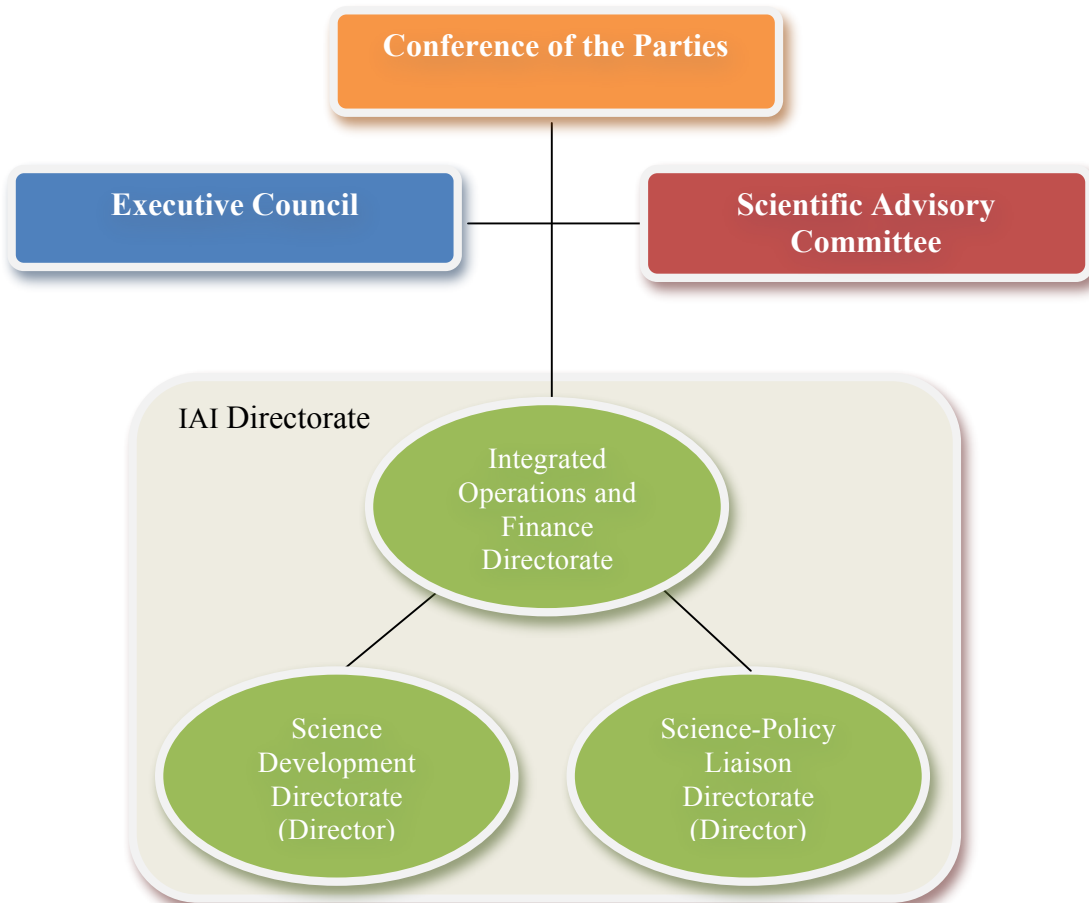 Conference of the Parties
Executive Council
Scientific Advisory
Committee
IAI Directorate
Integrated
Operations and
Finance
Directorate
Science
Development
Directorate
(Director)
Science-Policy
Liaison
Directorate
(Director)